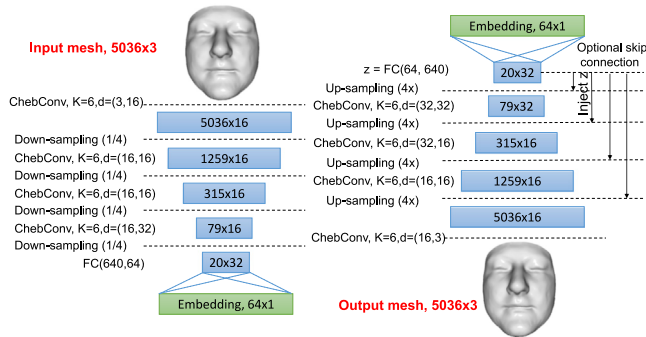 Input mesh, 5036x3
ChebConv, K=6,d=(3,16)
5036x16
Down-sampling (1/4)
ChebConv, K=6,d=(16,16)
1259x16
Down-sampling (1/4)
ChebConv, K=6,d=(16,16)
315x16
Down-sampling (1/4)
ChebConv, K=6,d=(16,32)
79x16
Down-sampling (1/4)
FC(640,64)
20x32
Embedding, 64x1
Embedding, 64x1
Optional skip
connection
z = FC(64, 640)
20x32
Inject z
Up-sampling (4x)
ChebConv, K=6,d=(32,32)
79x32
Up-sampling (4x)
ChebConv, K=6,d=(32,16)
315x16
Up-sampling (4x)
ChebConv, K=6,d=(16,16)
1259x16
Up-sampling (4x)
5036x16
ChebConv, K=6,d=(16,3)
Output mesh, 5036x3